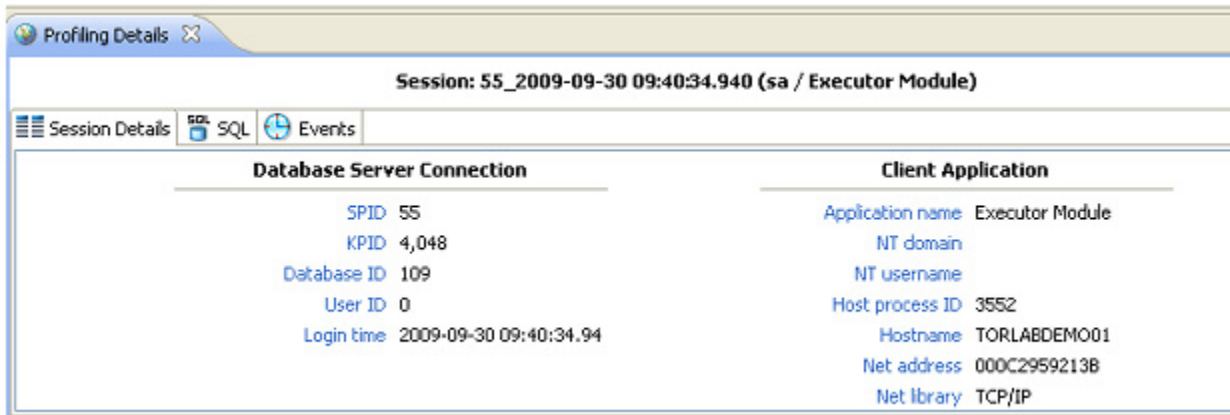 Profiling Details
Session: 55_2009-09-30 09:40:34.940 (sa / Executor Module)
Session Details SQL SQL Events
Database Server Connection
SPID 55
KPID 4,048
Database ID 109
User ID 0
Login time 2009-09-30 09:40:34.94
Client Application
Application name Executor Module
NT domain
NT username
Host process ID 3552
Hostname TORLABDEMO01
Net address 000C2959213B
Net library TCP/IP